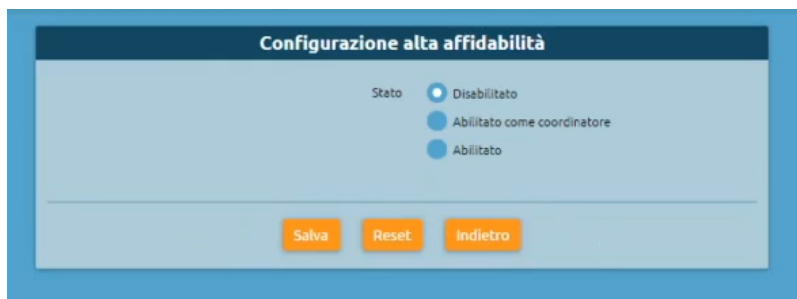 Configurazione alta affidabilità
Stato Disabilitato
Abilitato come coordinatore
Abilitato
Salva Reset Indietro